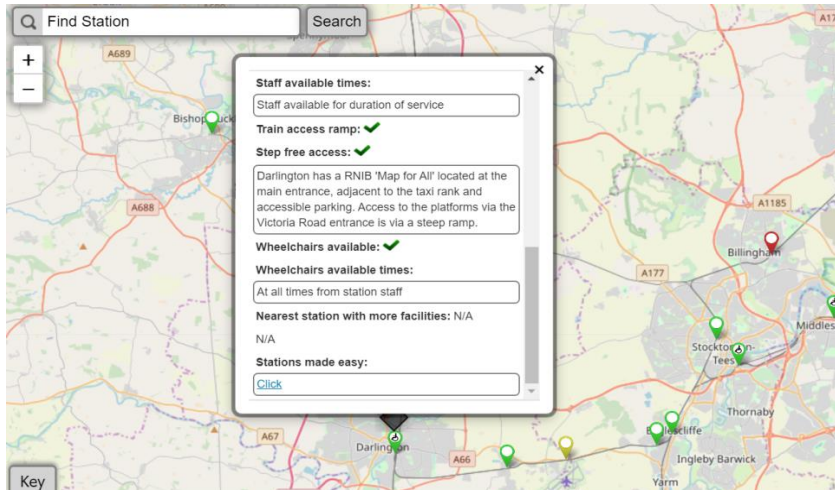 Find Station
Search
+
−
A689
A688
A67
A66
A177
A1185
A17
Staff available times:
Staff available for duration of service
Train access ramp:
Step free access:
Darlington has a RNIB 'Map for All' located at the
main entrance, adjacent to the taxi rank and
accessible parking. Access to the platforms via the
Victoria Road entrance is via a steep ramp.
Wheelchairs available:
Wheelchairs available times:
At all times from station staff
Nearest station with more facilities: N/A
N/A
Stations made easy:
Click
Billingham
Thornaby
Ingleby Barwick
Yarm
Darlington
Key